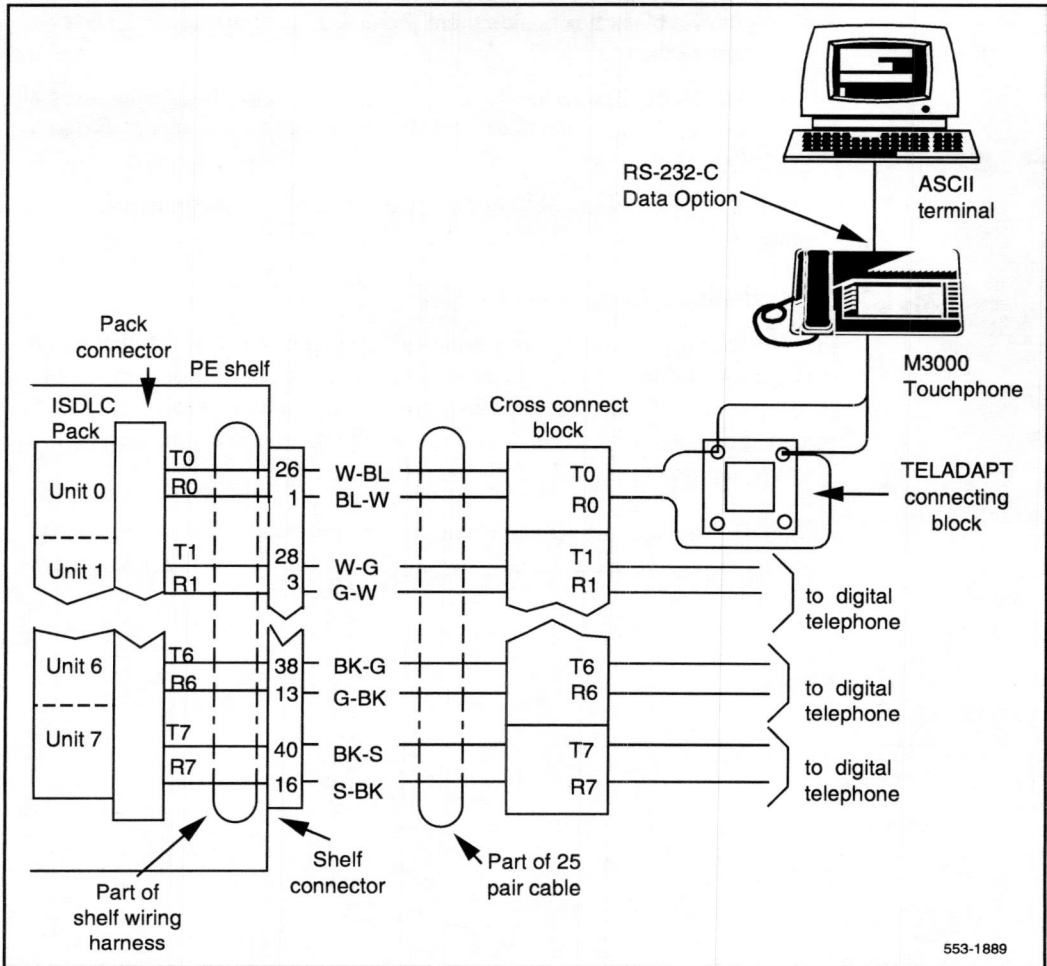 RS-232-C
Data Option
ASCII
terminal
Pack
connector
PE shelf
M3000
Touchphone
ISDLC
Pack
Cross connect
block
TELADAPT
connecting
block
Unit 0
T0
R0
26
1
W-BL
BL-W
T0
R0
Unit 1
T1
R1
28
3
W-G
G-W
T1
R1
to digital
telephone
Unit 6
T6
R6
38
13
BK-G
G-BK
T6
R6
to digital
telephone
Unit 7
T7
R7
40
16
BK-S
S-BK
T7
R7
to digital
telephone
Part of
shelf wiring
harness
Shelf
connector
Part of 25
pair cable
553-1889